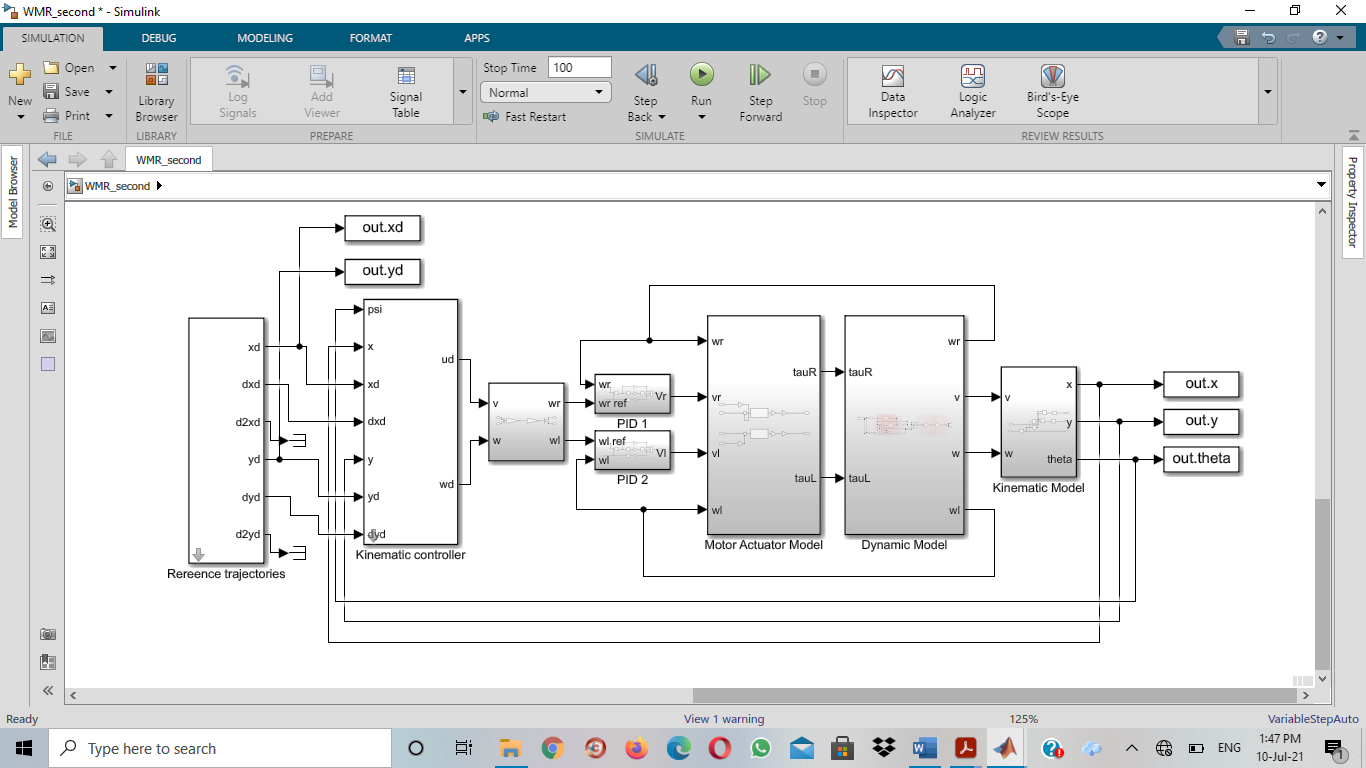 WMR_second * - Simulink
SIMULATION DEBUG MODELING FORMAT APPS
New
Open
Save
Print
FILE
Library
Browser
LIBRARY
Log
Signals
Add
Viewer
Signal
Table
PREPARE
Stop Time 100
Normal
Fast Restart
Step
Back
Run
Step
Forward
Stop
SIMULATE
Data
Inspector
Logic
Analyzer
Bird's-Eye
Scope
REVIEW RESULTS
Model Browser
WMR_second
WMR_second
Property Inspector
out.xd
out.yd
xd
dxd
d2xd
yd
dyd
d2yd
Rereence trajectories
psi
x
xd
dxd
y
yd
dyd
ud
wd
Kinematic controller
v
w
wr
wl
wr
wr ref
Vr
PID 1
wl ref
wl
Vl
PID 2
wr
vr
vl
wl
tauR
tauL
Motor Actuator Model
tauR
tauL
wr
v
w
wl
Dynamic Model
v
w
x
y
theta
Kinematic Model
out.x
out.y
out.theta
Ready View 1 warning 125% VariableStepAuto
Type here to search
ENG
1:47 PM
10-Jul-21
1